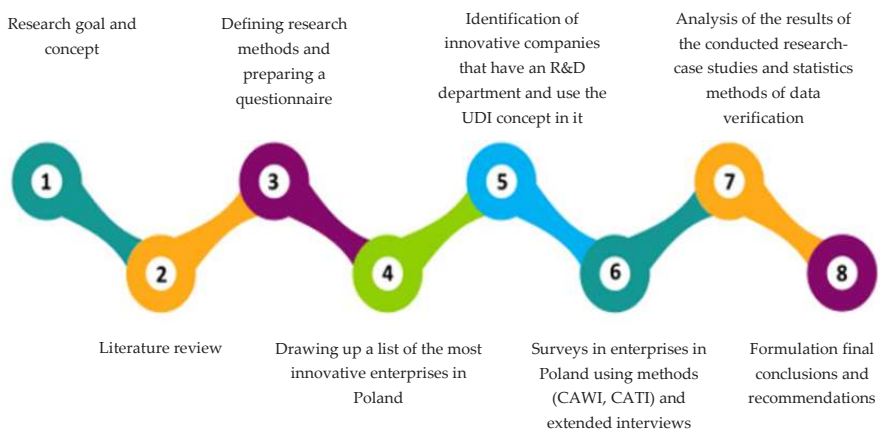 Research goal and
concept
1
Literature review
2
Defining research
methods and
preparing a
questionnaire
3
Drawing up a list of the most
innovative enterprises in
Poland
4
Identification of
innovative companies
that have an R&D
department and use the
UDI concept in it
5
Surveys in enterprises in
Poland using methods
(CAWI, CATI) and
extended interviews
6
Analysis of the results of
the conducted research-
case studies and statistics
methods of data
verification
7
Formulation final
conclusions and
recommendations
8